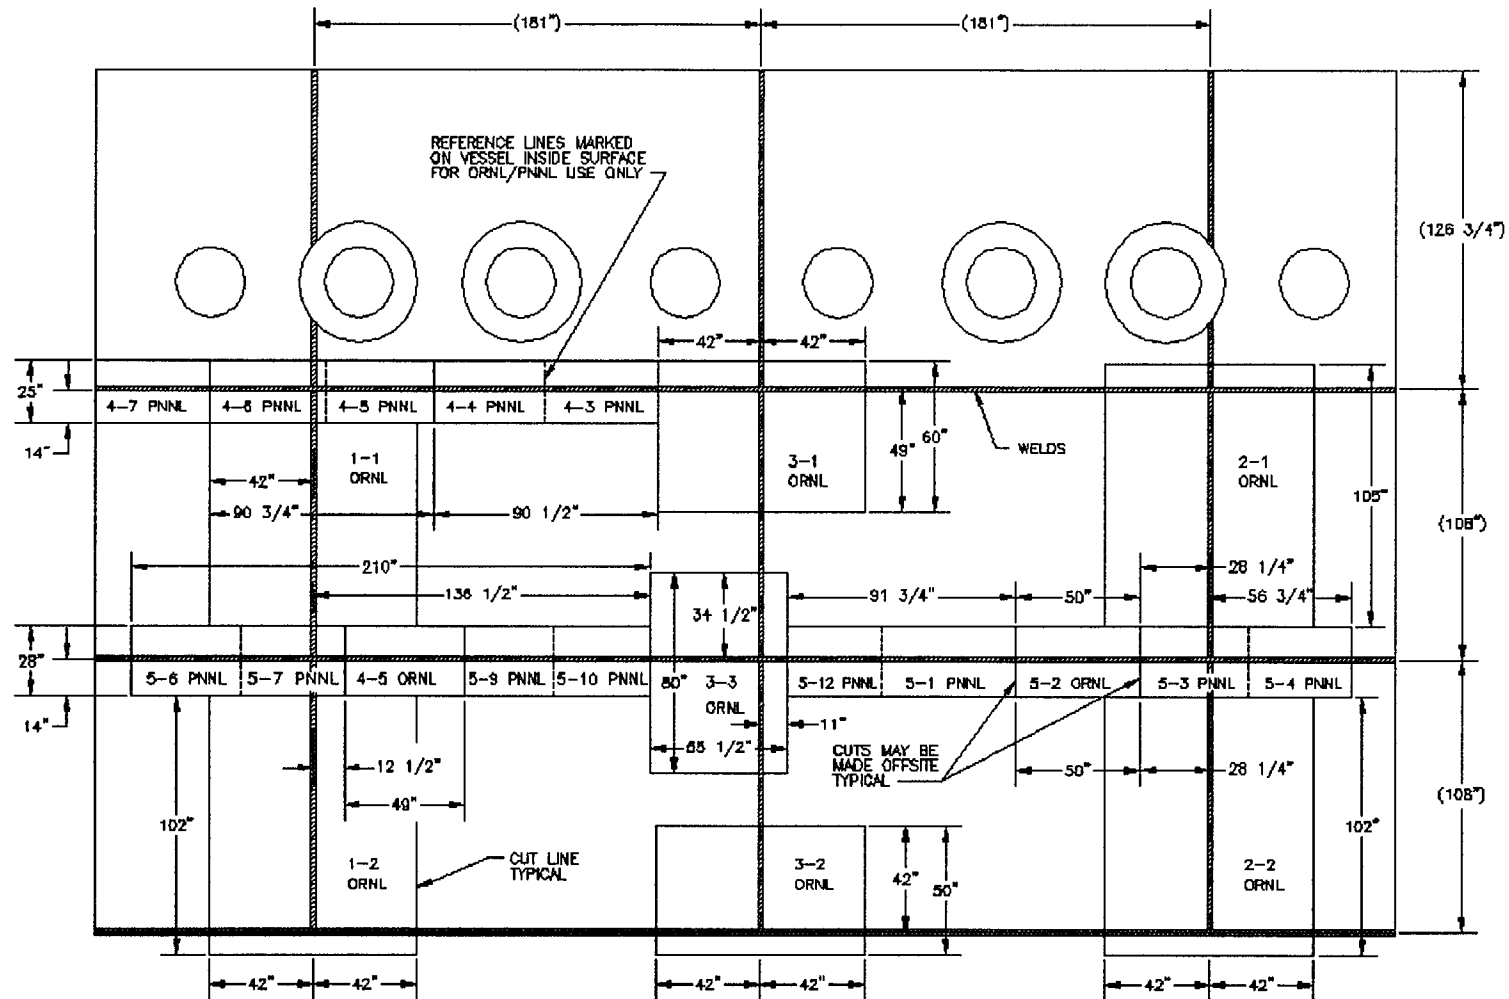 (181")
(181")
REFERENCE LINES MARKED
ON VESSEL INSIDE SURFACE
FOR ORNL/PNNL USE ONLY
(126 3/4")
42"
42"
25"
4-7 PNNL
4-6 PNNL
4-5 PNNL
4-4 PNNL
4-3 PNNL
14"
1-1
ORNL
42"
90 3/4"
90 1/2"
3-1
ORNL
49"
60"
WELDS
2-1
ORNL
105"
(108")
210"
136 1/2"
34 1/2"
91 3/4"
50"
28 1/4"
56 3/4"
28"
5-6 PNNL
5-7 PNNL
4-5 ORNL
5-9 PNNL
5-10 PNNL
80"
3-3
ORNL
5-12 PNNL
5-1 PNNL
5-2 ORNL
5-3 PNNL
5-4 PNNL
14"
11"
55 1/2"
CUTS MAY BE
MADE OFFSITE
TYPICAL
12 1/2"
50"
28 1/4"
49"
102"
(108")
102"
1-2
ORNL
CUT LINE
TYPICAL
3-2
ORNL
42"
50"
2-2
ORNL
42"
42"
42"
42"
42"
42"